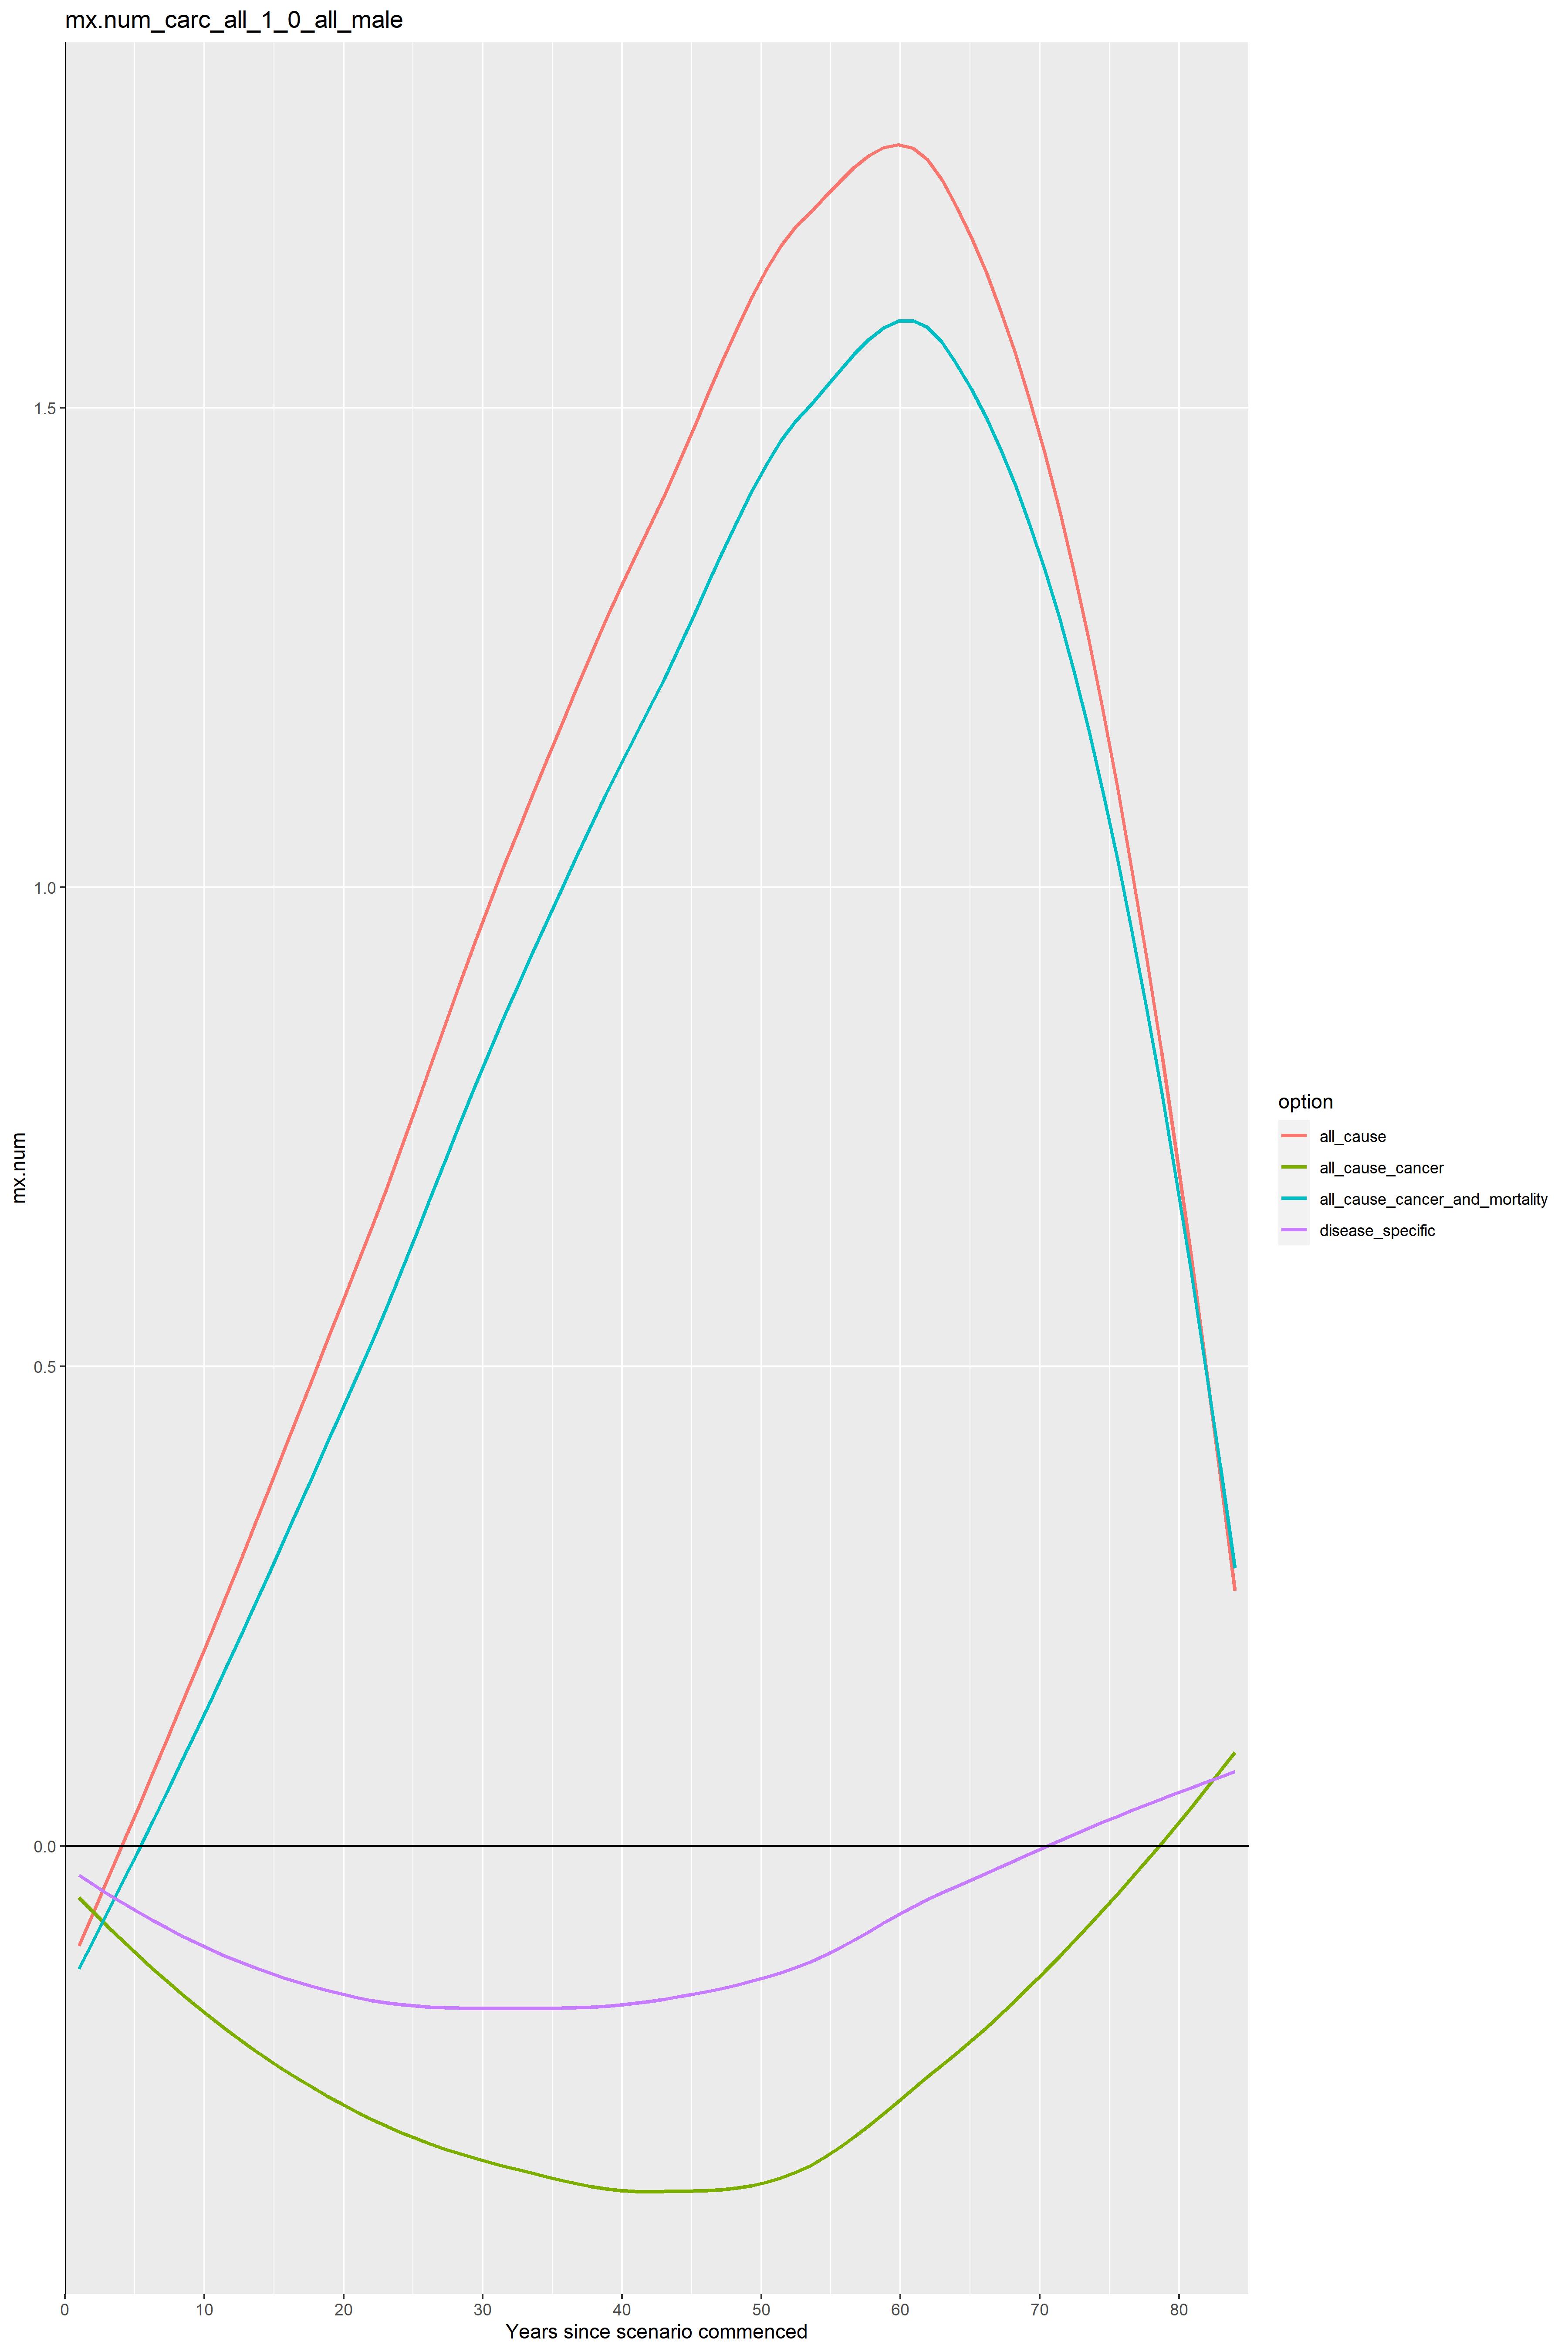 mx.num_carc_all_1_0_all_male
mx.num
1.5
1.0
0.5
0.0
0 10 20 30 40 50 60 70 80
Years since scenario commenced
option
all_cause
all_cause_cancer
all_cause_cancer_and_mortality
disease_specific